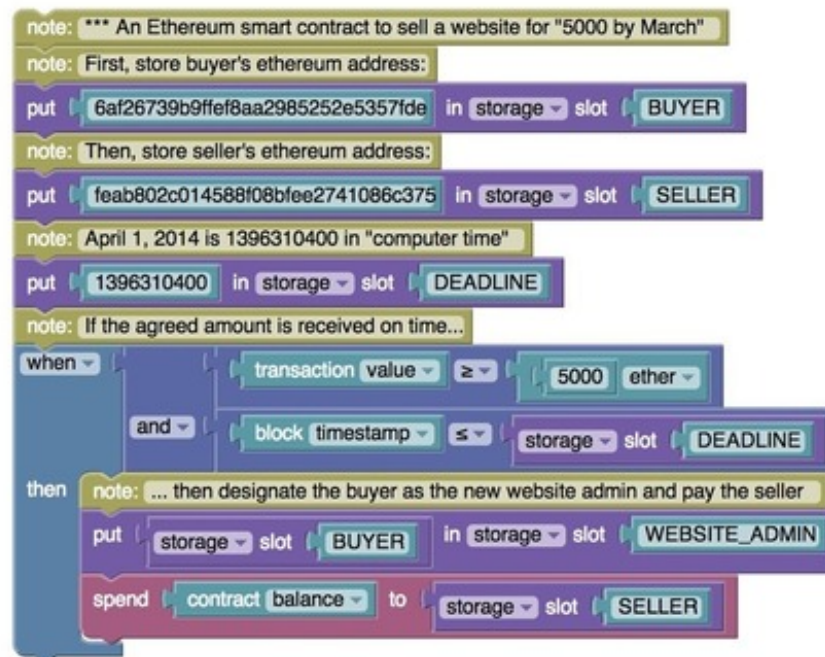 note: *** An Ethereum smart contract to sell a website for "5000 by March"
note: First, store buyer's ethereum address:
put 6af26739b9ffef8aa2985252e5357fde in storage slot BUYER
note: Then, store seller's ethereum address:
put feab802c014588f08bfee2741086c375 in storage slot SELLER
note: April 1, 2014 is 1396310400 in "computer time"
put 1396310400 in storage slot DEADLINE
note: If the agreed amount is received on time...
when transaction value ≥ 5000 ether
and block timestamp ≤ storage slot DEADLINE
then note: ... then designate the buyer as the new website admin and pay the seller
put storage slot BUYER in storage slot WEBSITE_ADMIN
spend contract balance to storage slot SELLER